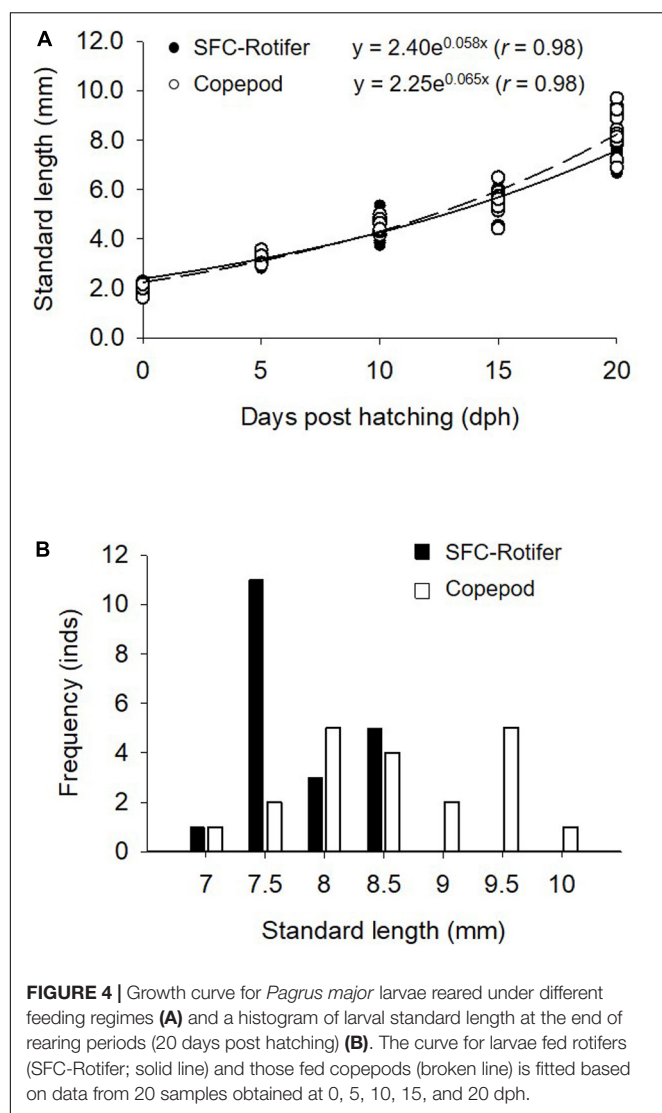 A
SFC-Rotifer y = 2.40e^0.058x (r = 0.98)
Copepod y = 2.25e^0.065x (r = 0.98)
Standard length (mm)
12.0
10.0
8.0
6.0
4.0
2.0
0.0
0 5 10 15 20
Days post hatching (dph)
B
SFC-Rotifer
Copepod
Frequency (inds)
12
10
8
6
4
2
0
7 7.5 8 8.5 9 9.5 10
Standard length (mm)
FIGURE 4 | Growth curve for Pagrus major larvae reared under different
feeding regimes (A) and a histogram of larval standard length at the end of
rearing periods (20 days post hatching) (B). The curve for larvae fed rotifers
(SFC-Rotifer; solid line) and those fed copepods (broken line) is fitted based
on data from 20 samples obtained at 0, 5, 10, 15, and 20 dph.